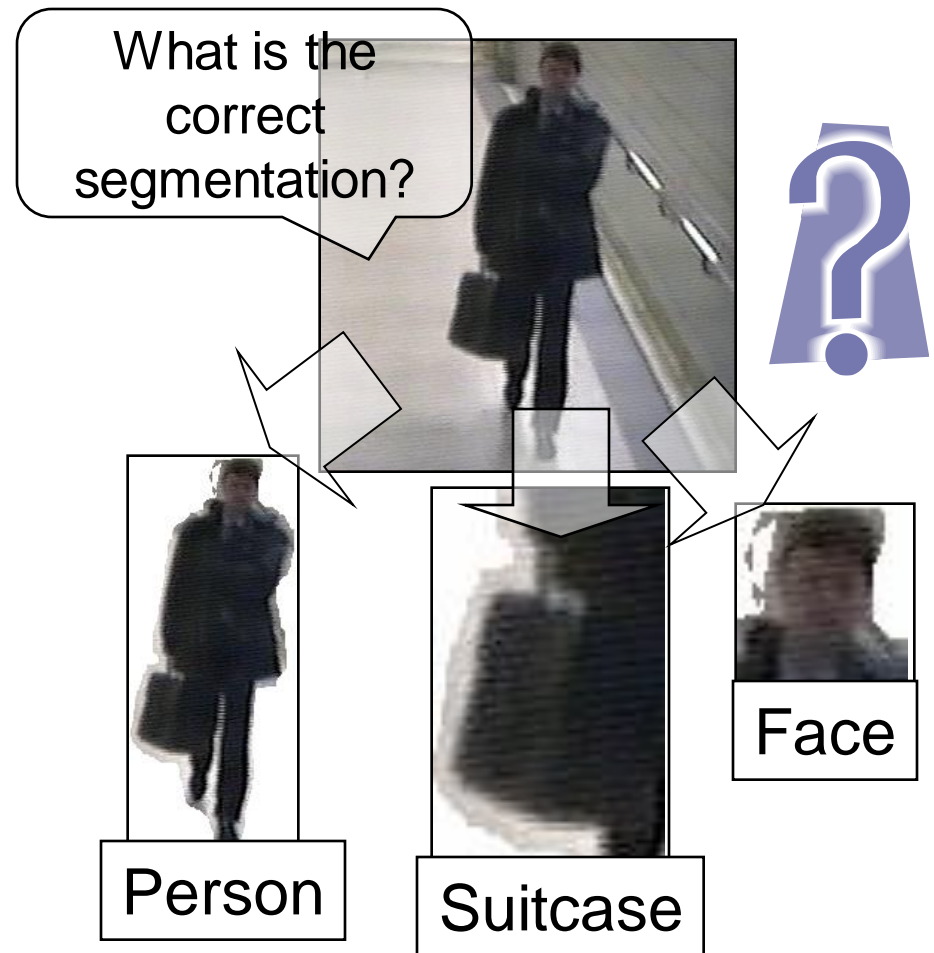 What is the
correct
segmentation?
?
Person
Suitcase
Face